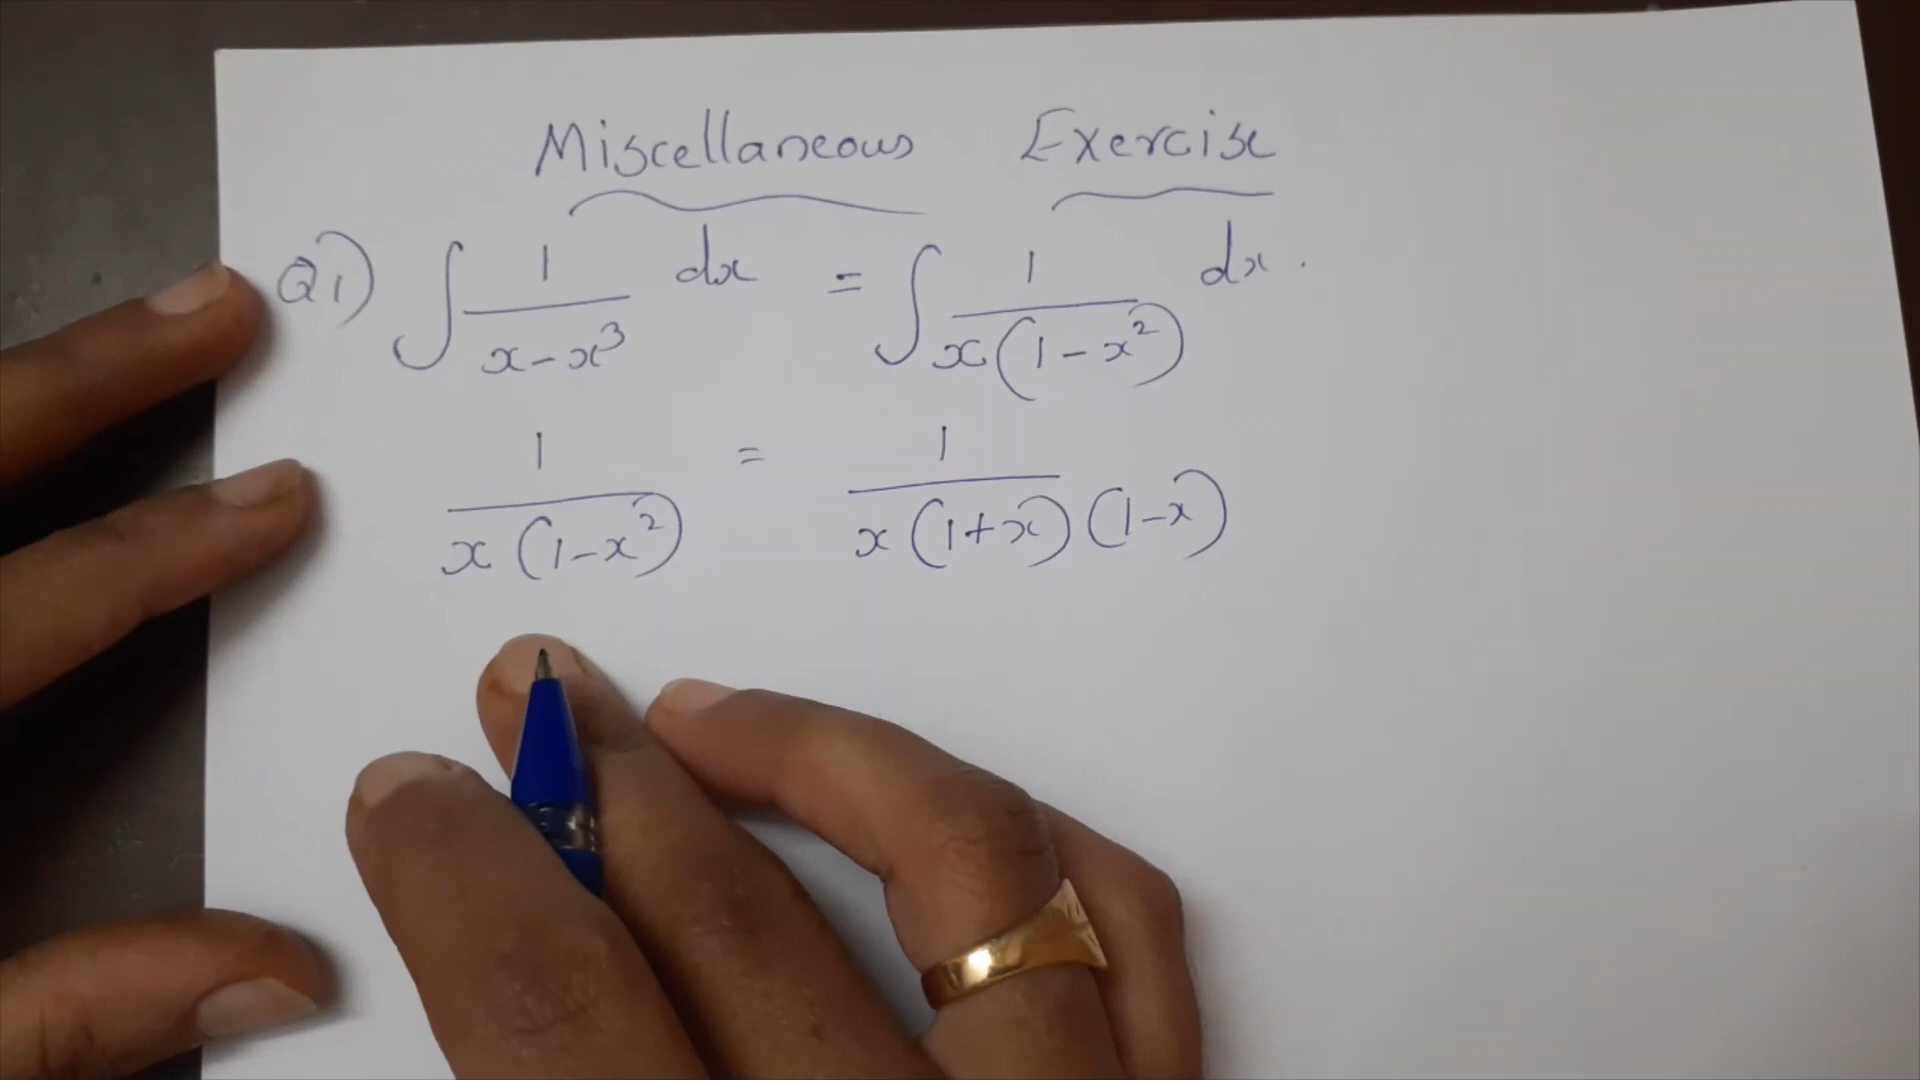 Miscellaneous Exercise
Q1) ∫ 1/(x-x³) dx = ∫ 1/(x(1-x²)) dx.
1/(x(1-x²)) = 1/(x(1+x)(1-x))